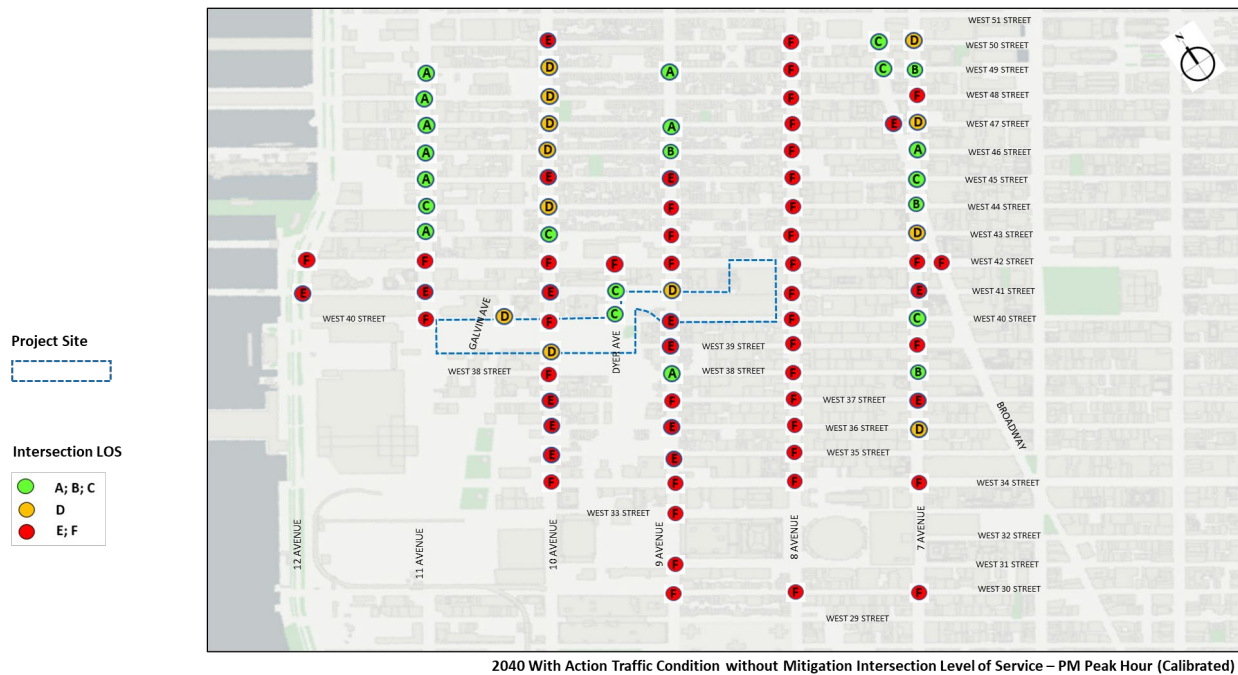 WEST 51 STREET
E F C D WEST 50 STREET
A D A F C B WEST 49 STREET
A D F F WEST 48 STREET
A D A F E D WEST 47 STREET
A D B F A WEST 46 STREET
A E E F C WEST 45 STREET
C D F F B WEST 44 STREET
A C F F D WEST 43 STREET
F F F F F F F F WEST 42 STREET
E E E C D F E WEST 41 STREET
WEST 40 STREET F D F C E F C WEST 40 STREET
GALVIN AVE
DYER AVE
E WEST 39 STREET F F
D
WEST 38 STREET F A WEST 38 STREET F B
E F F WEST 37 STREET E
E E F WEST 36 STREET D
E E F WEST 35 STREET
F F F F WEST 34 STREET
BROADWAY
WEST 33 STREET F
WEST 32 STREET
F WEST 31 STREET
F F F WEST 30 STREET
WEST 29 STREET
12 AVENUE
11 AVENUE
10 AVENUE
9 AVENUE
8 AVENUE
7 AVENUE
Project Site
Intersection LOS
A; B; C
D
E; F
2040 With Action Traffic Condition without Mitigation Intersection Level of Service – PM Peak Hour (Calibrated)